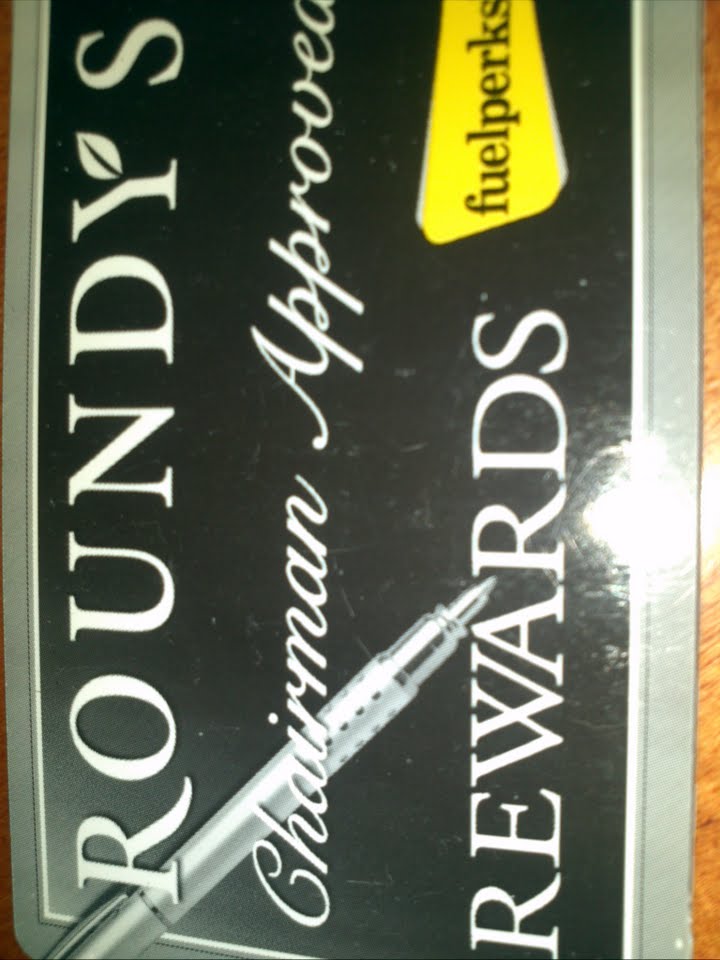 ROUNDY'S
Chairman Approved
REWARDS
fuelperks